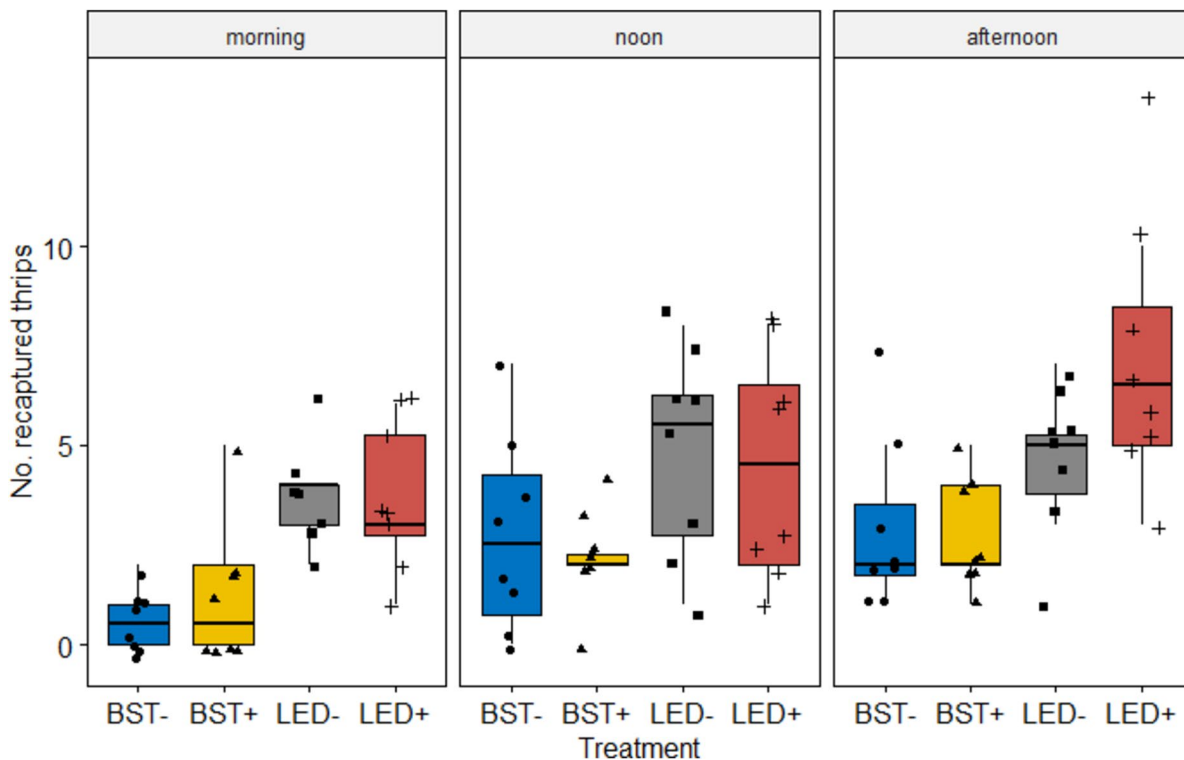 morning noon afternoon
No. recaptured thrips
10
5
0
BST- BST+ LED- LED+ BST- BST+ LED- LED+ BST- BST+ LED- LED+
Treatment